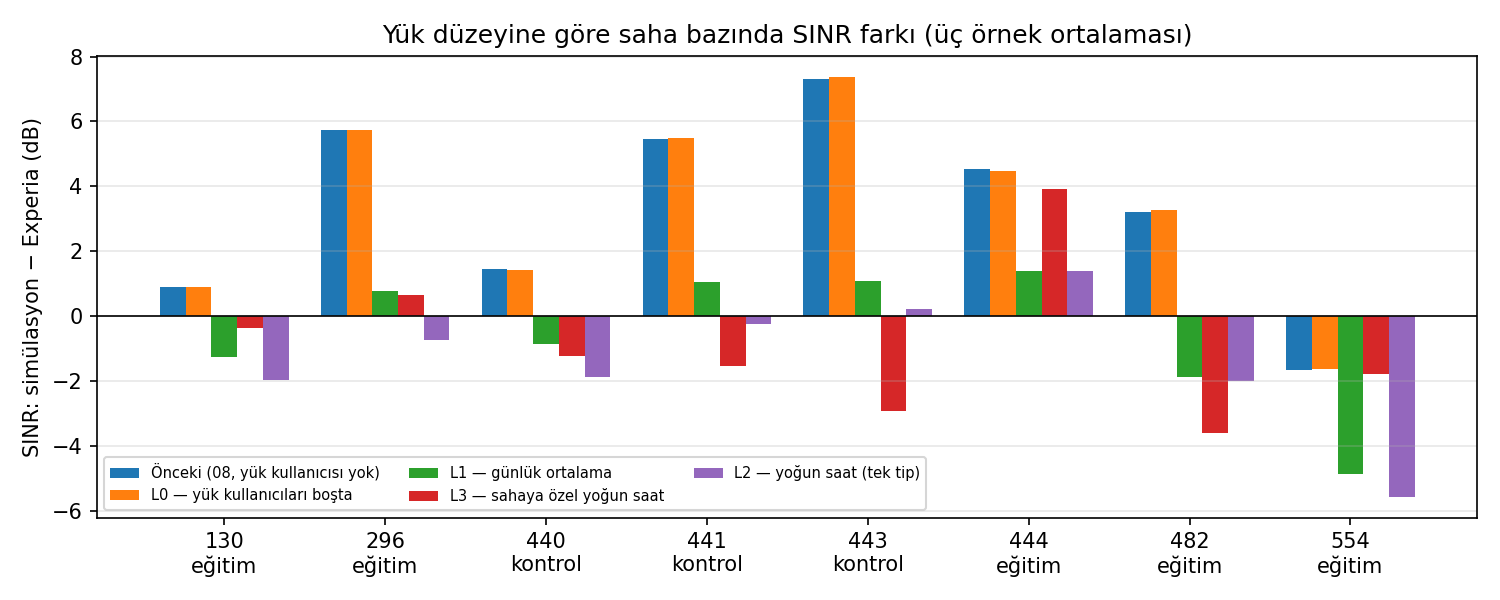 Yük düzeyine göre saha bazında SINR farkı (üç örnek ortalaması)
SINR: simülasyon − Experia (dB)
8
6
4
2
0
−2
−4
−6
Önceki (08, yük kullanıcısı yok)
L0 — yük kullanıcıları boşta
L1 — günlük ortalama
L3 — sahaya özel yoğun saat
L2 — yoğun saat (tek tip)
130
eğitim
296
eğitim
440
kontrol
441
kontrol
443
kontrol
444
eğitim
482
eğitim
554
eğitim